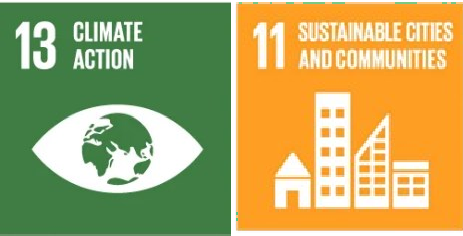 13 CLIMATE
ACTION
11 SUSTAINABLE CITIES
AND COMMUNITIES